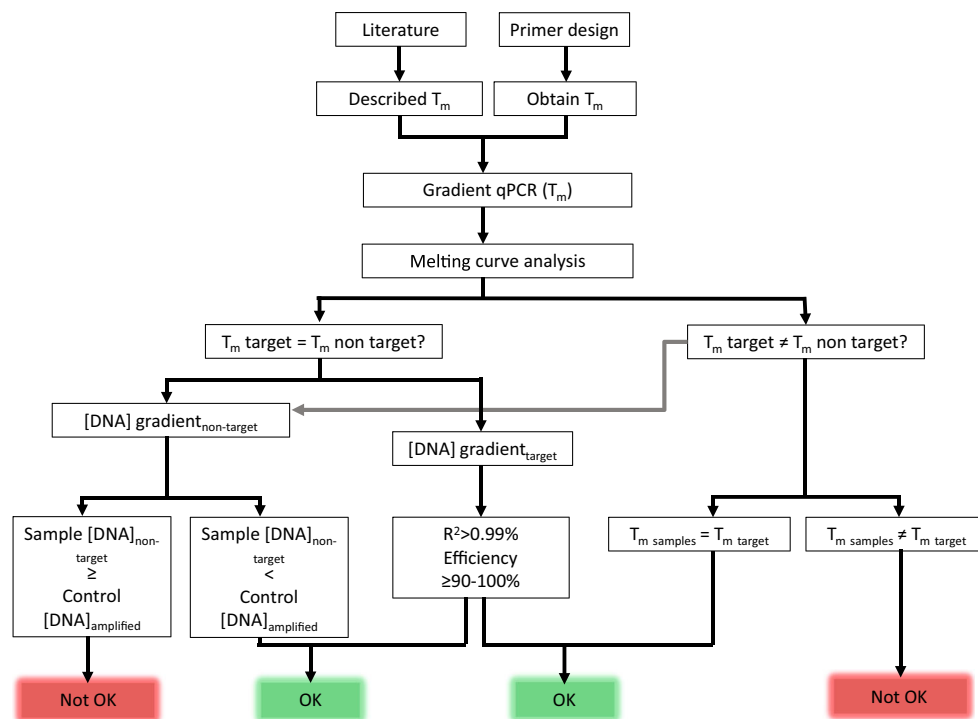 Literature
Primer design
Described Tm
Obtain Tm
Gradient qPCR (Tm)
Melting curve analysis
Tm target = Tm non target?
Tm target ≠ Tm non target?
[DNA] gradientnon-target
[DNA] gradienttarget
Sample [DNA]non-
target
≥
Control
[DNA]amplified
Sample [DNA]non-
target
<
Control
[DNA]amplified
R²>0.99%
Efficiency
≥90-100%
Tm samples = Tm target
Tm samples ≠ Tm target
Not OK
OK
OK
Not OK